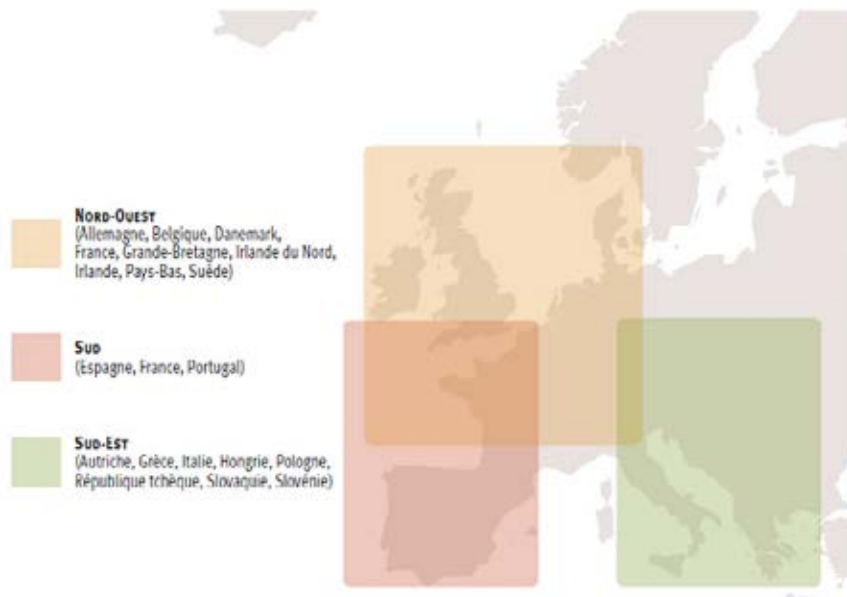 NORD-OUEST
(Allemagne, Belgique, Danemark,
France, Grande-Bretagne, Irlande du Nord,
Irlande, Pays-Bas, Suède)
SUD
(Espagne, France, Portugal)
SUD-EST
(Autriche, Grèce, Italie, Hongrie, Pologne,
République tchèque, Slovaquie, Slovénie)